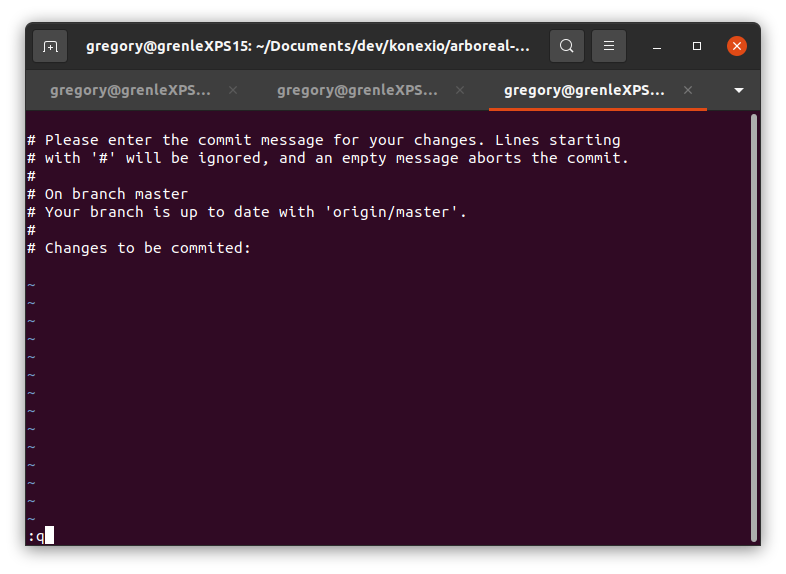 gregory@grenleXPS15: ~/Documents/dev/konexio/arboreal-...
gregory@grenleXPS... × gregory@grenleXPS... × gregory@grenleXPS... ×
# Please enter the commit message for your changes. Lines starting
# with '#' will be ignored, and an empty message aborts the commit.
#
# On branch master
# Your branch is up to date with 'origin/master'.
#
# Changes to be commited:
~
~
~
~
~
~
~
~
~
~
~
~
~
~
:q